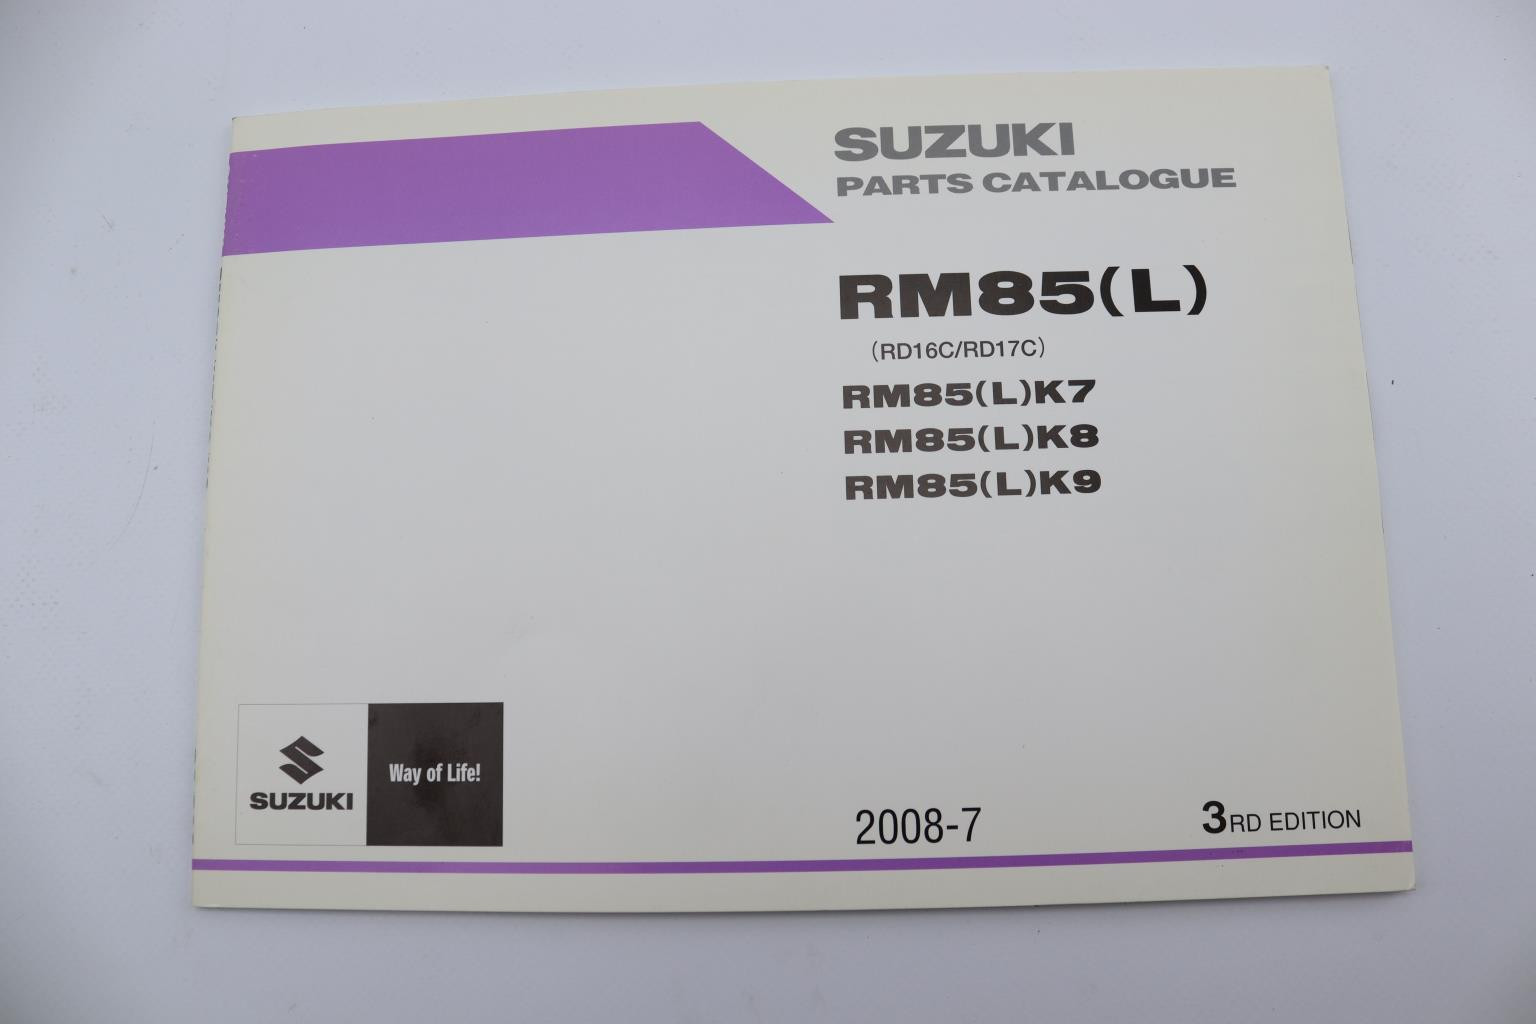 SUZUKI
PARTS CATALOGUE
RM85(L)
(RD16C/RD17C)
RM85(L)K7
RM85(L)K8
RM85(L)K9
SUZUKI
Way of Life!
2008-7
3RD EDITION